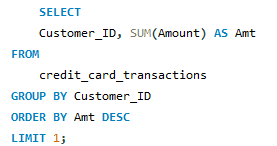 SELECT
Customer_ID, SUM(Amount) AS Amt
FROM
credit_card_transactions
GROUP BY Customer_ID
ORDER BY Amt DESC
LIMIT 1;